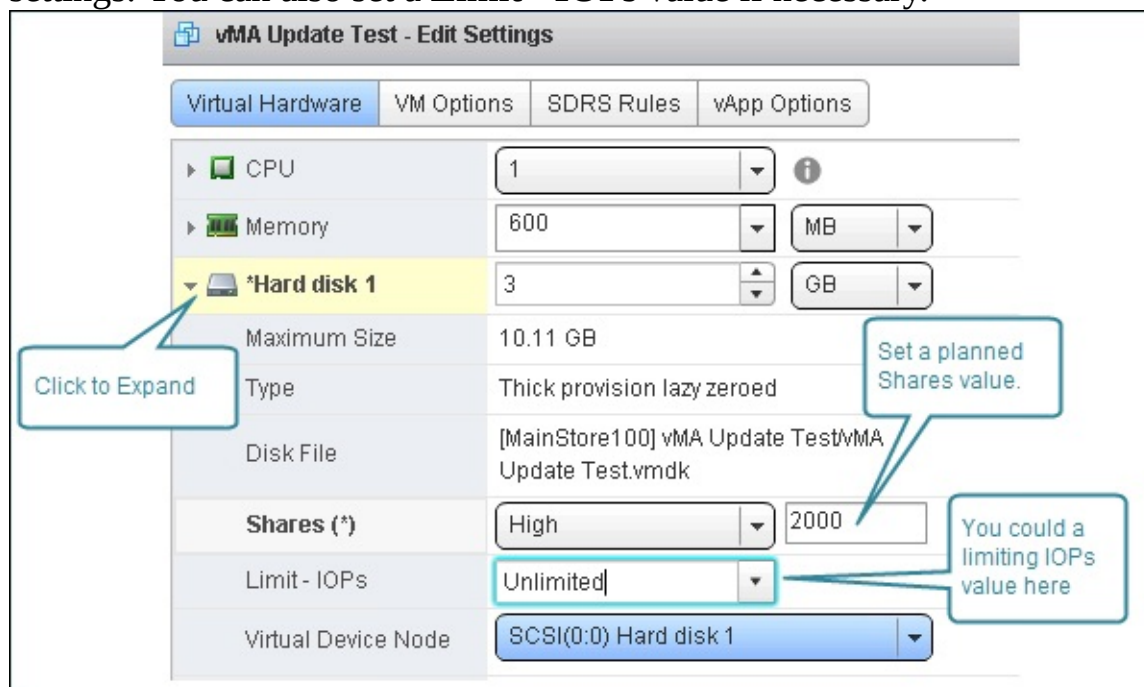 settings. You can also set a Limit - IOPs value if necessary.
vMA Update Test - Edit Settings
Virtual Hardware VM Options SDRS Rules vApp Options
CPU 1
Memory 600 MB
*Hard disk 1 3 GB
Maximum Size 10.11 GB
Click to Expand
Type Thick provision lazy zeroed
Set a planned
Shares value.
Disk File [MainStore100] vMA Update Test/vMA
Update Test.vmdk
Shares (*) High 2000
Limit - IOPs Unlimited
You could a
limiting IOPs
value here
Virtual Device Node SCSI(0:0) Hard disk 1